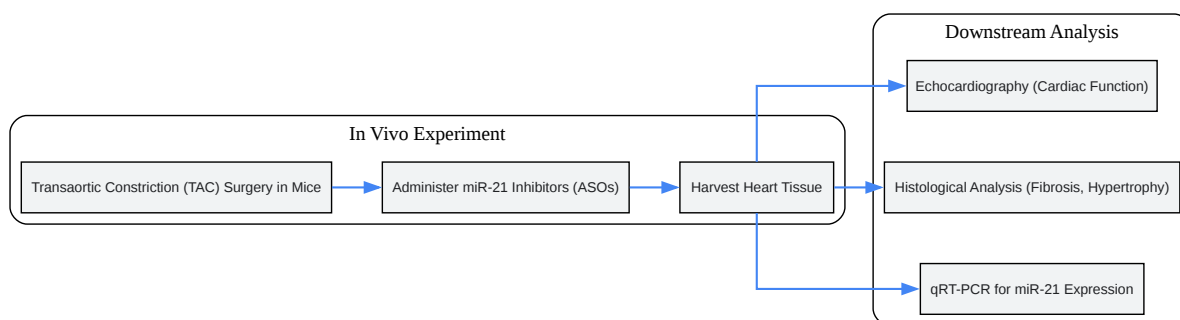 In Vivo Experiment
Transaortic Constriction (TAC) Surgery in Mice
Administer miR-21 Inhibitors (ASOs)
Harvest Heart Tissue
Downstream Analysis
Echocardiography (Cardiac Function)
Histological Analysis (Fibrosis, Hypertrophy)
qRT-PCR for miR-21 Expression